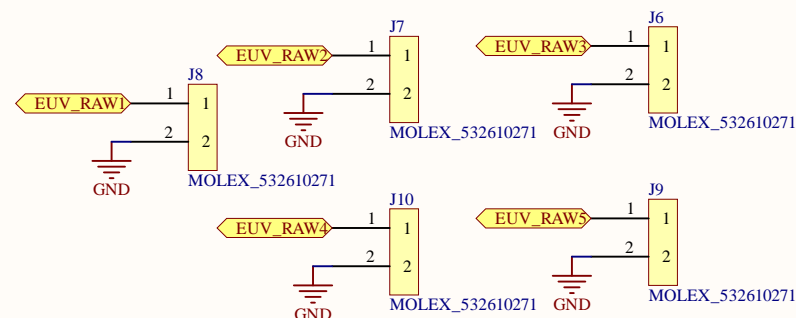 J8
EUV_RAW1
1
1
2
2
GND
MOLEX_532610271
J7
EUV_RAW2
1
1
2
2
GND
MOLEX_532610271
J6
EUV_RAW3
1
1
2
2
GND
MOLEX_532610271
J10
EUV_RAW4
1
1
2
2
GND
MOLEX_532610271
J9
EUV_RAW5
1
1
2
2
GND
MOLEX_532610271